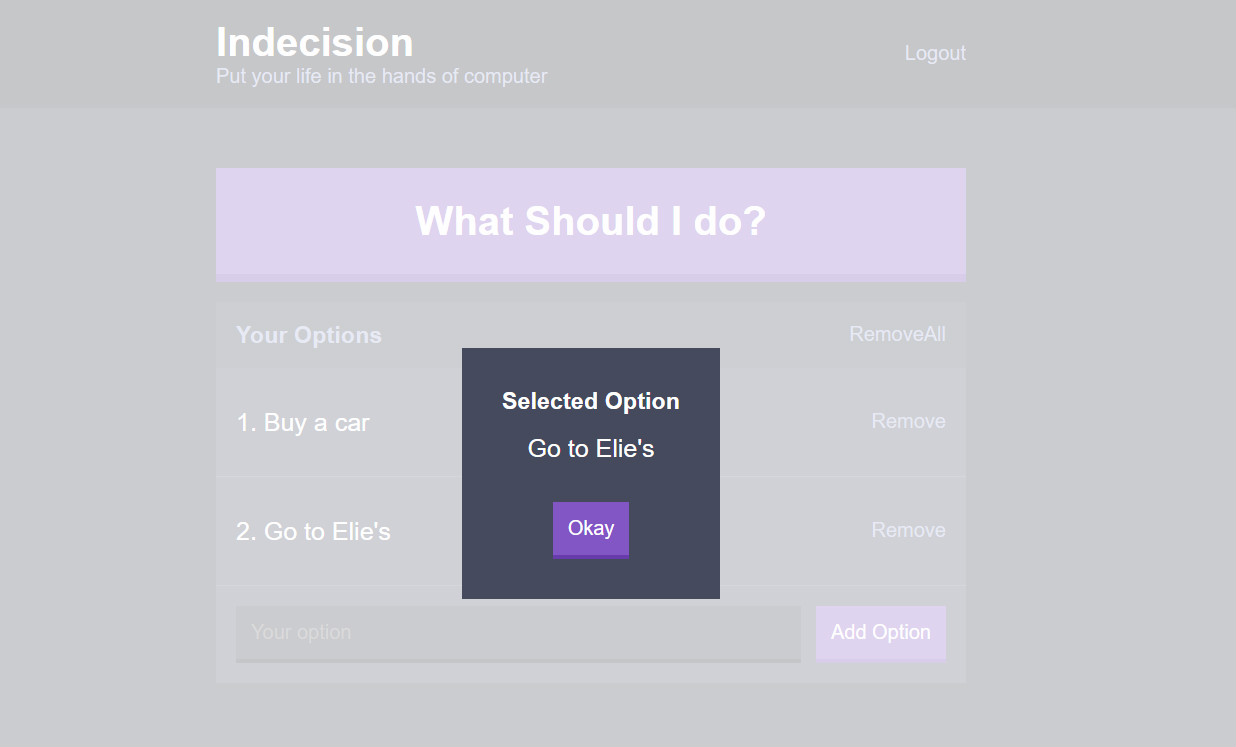 Indecision
Put your life in the hands of computer
Logout
What Should I do?
Your Options
RemoveAll
1. Buy a car
Remove
2. Go to Elie's
Remove
Selected Option
Go to Elie's
Okay
Your option
Add Option